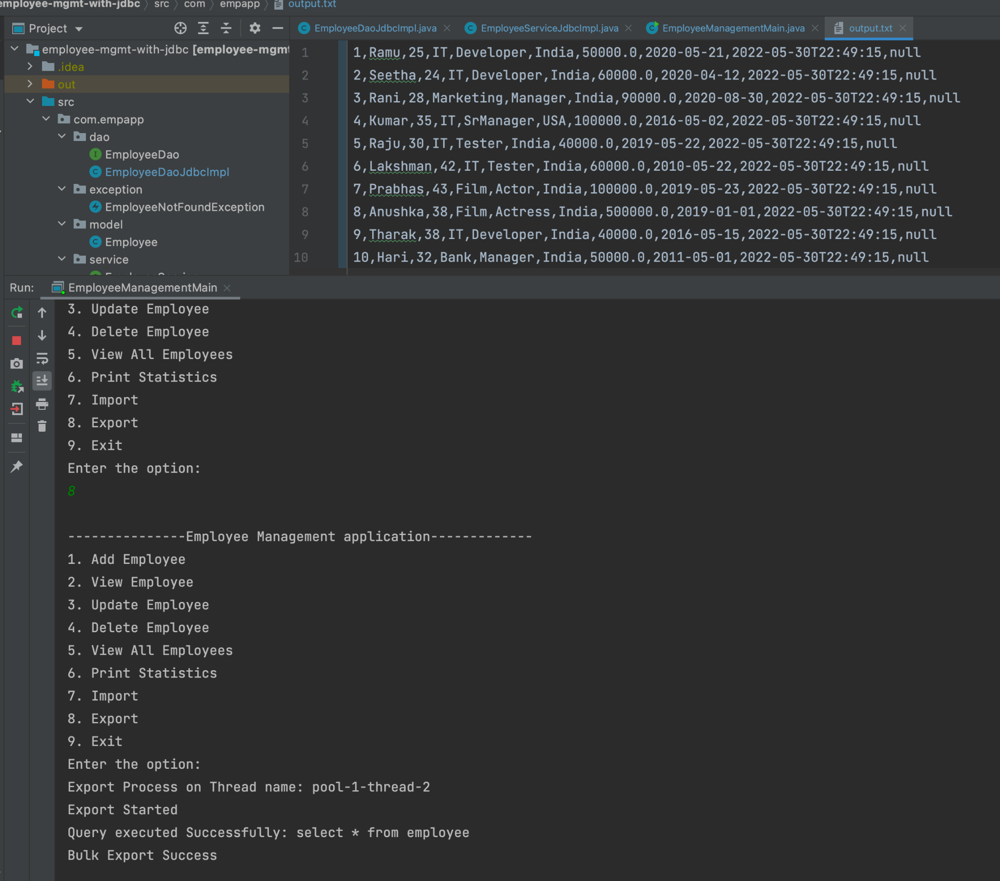 employee-mgmt-with-jdbc src com empapp output.txt
Project
EmployeeDaoJdbcImpl.java EmployeeServiceJdbcImpl.java EmployeeManagementMain.java output.txt
employee-mgmt-with-jdbc [employee-mgmt
.idea
out
src
com.empapp
dao
EmployeeDao
EmployeeDaoJdbcImpl
exception
EmployeeNotFoundException
model
Employee
service
1 1,Ramu,25,IT,Developer,India,50000.0,2020-05-21,2022-05-30T22:49:15,null
2 2,Seetha,24,IT,Developer,India,60000.0,2020-04-12,2022-05-30T22:49:15,null
3 3,Rani,28,Marketing,Manager,India,90000.0,2020-08-30,2022-05-30T22:49:15,null
4 4,Kumar,35,IT,SrManager,USA,100000.0,2016-05-02,2022-05-30T22:49:15,null
5 5,Raju,30,IT,Tester,India,40000.0,2019-05-22,2022-05-30T22:49:15,null
6 6,Lakshman,42,IT,Tester,India,60000.0,2010-05-22,2022-05-30T22:49:15,null
7 7,Prabhas,43,Film,Actor,India,100000.0,2019-05-23,2022-05-30T22:49:15,null
8 8,Anushka,38,Film,Actress,India,500000.0,2019-01-01,2022-05-30T22:49:15,null
9 9,Tharak,38,IT,Developer,India,40000.0,2016-05-15,2022-05-30T22:49:15,null
10 10,Hari,32,Bank,Manager,India,50000.0,2011-05-01,2022-05-30T22:49:15,null
Run: EmployeeManagementMain
3. Update Employee
4. Delete Employee
5. View All Employees
6. Print Statistics
7. Import
8. Export
9. Exit
Enter the option:
8
---------------Employee Management application-------------
1. Add Employee
2. View Employee
3. Update Employee
4. Delete Employee
5. View All Employees
6. Print Statistics
7. Import
8. Export
9. Exit
Enter the option:
Export Process on Thread name: pool-1-thread-2
Export Started
Query executed Successfully: select * from employee
Bulk Export Success